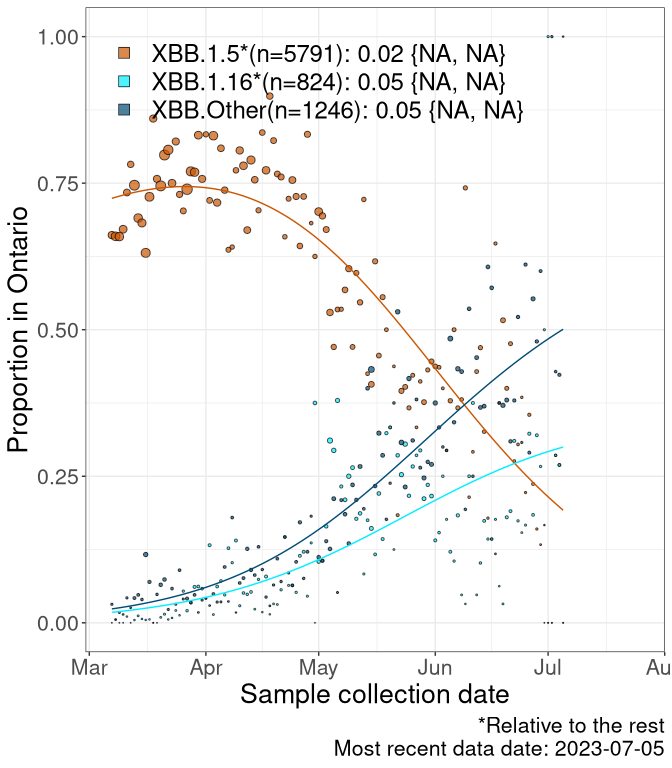 1.00
XBB.1.5*(n=5791): 0.02 {NA, NA}
XBB.1.16*(n=824): 0.05 {NA, NA}
XBB.Other(n=1246): 0.05 {NA, NA}
0.75
Proportion in Ontario
0.50
0.25
0.00
Mar Apr May Jun Jul Au
Sample collection date
*Relative to the rest
Most recent data date: 2023-07-05